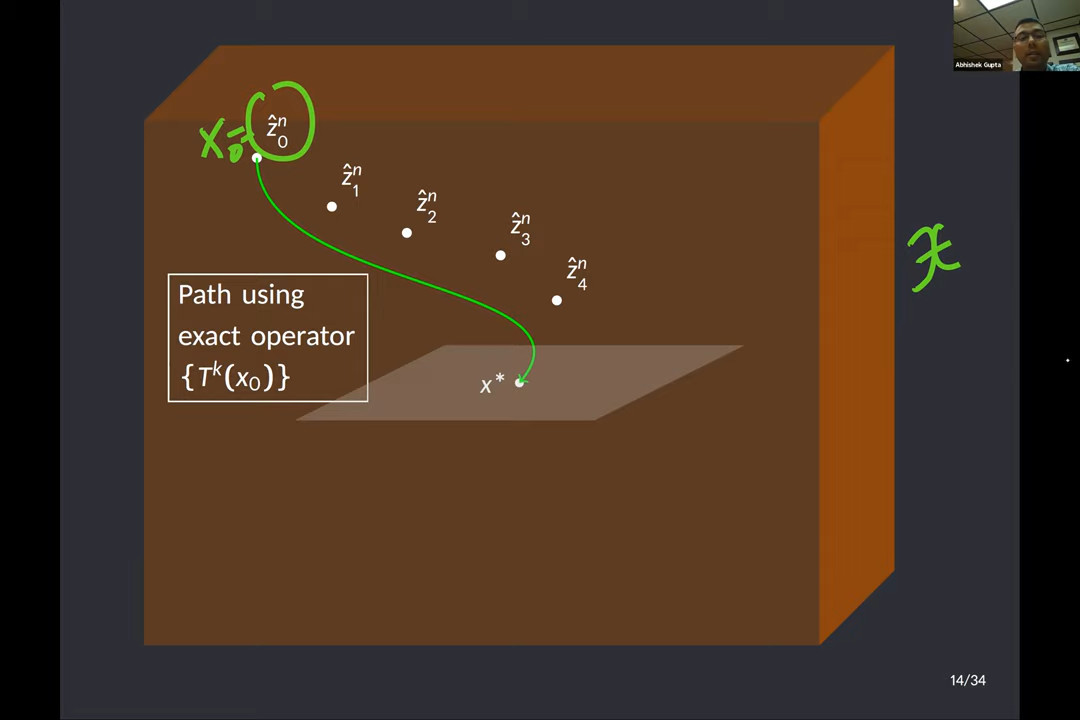 Abhishek Gupta
X₀ = ẑ₀ⁿ
ẑ₁ⁿ
ẑ₂ⁿ
ẑ₃ⁿ
ẑ₄ⁿ
𝒳
Path using
exact operator
{Tᵏ(x₀)}
x*
14/34